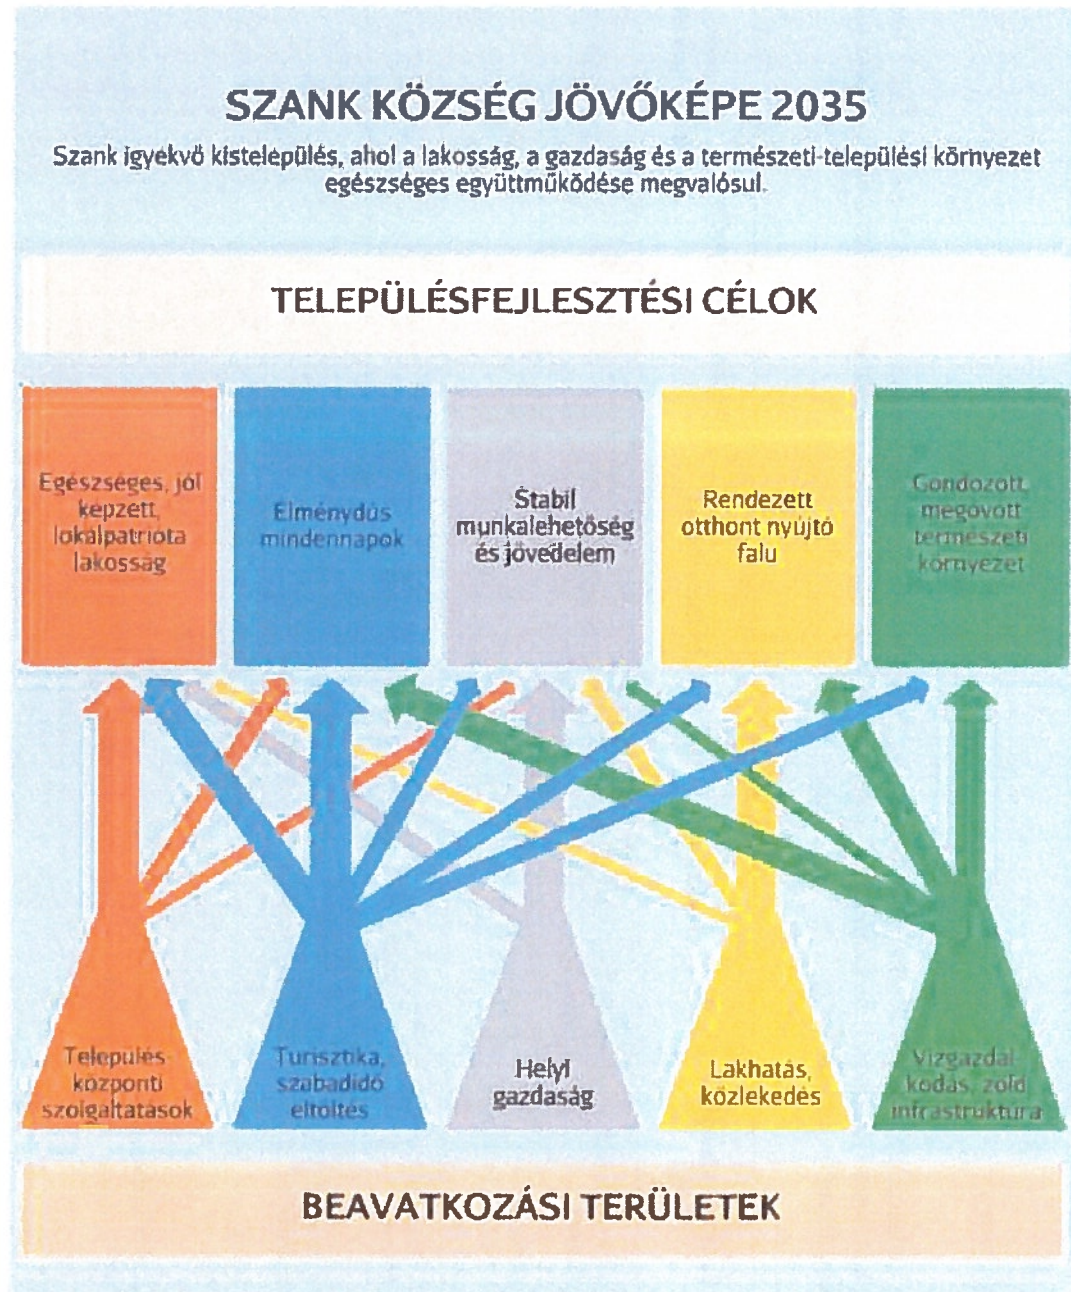 SZANK KÖZSÉG JÖVŐKÉPE 2035
Szank igyekvő kistelepülés, ahol a lakosság, a gazdaság és a természeti-települési környezet
egészséges együttműködése megvalósul.
TELEPÜLÉSFEJLESZTÉSI CÉLOK
Egészséges, jól
képzett,
lokálpatrióta
lakosság
Élménydús
mindennapok
Stabil
munkalehetőség
és jövedelem
Rendezett
otthont nyújtó
falu
Gondozott,
megóvott
természeti
környezet
Település-
központi
szolgáltatások
Turisztika,
szabadidő
eltöltés
Helyi
gazdaság
Lakhatás,
közlekedés
Vízgazdál-
kodás, zöld
infrastruktúra
BEAVATKOZÁSI TERÜLETEK